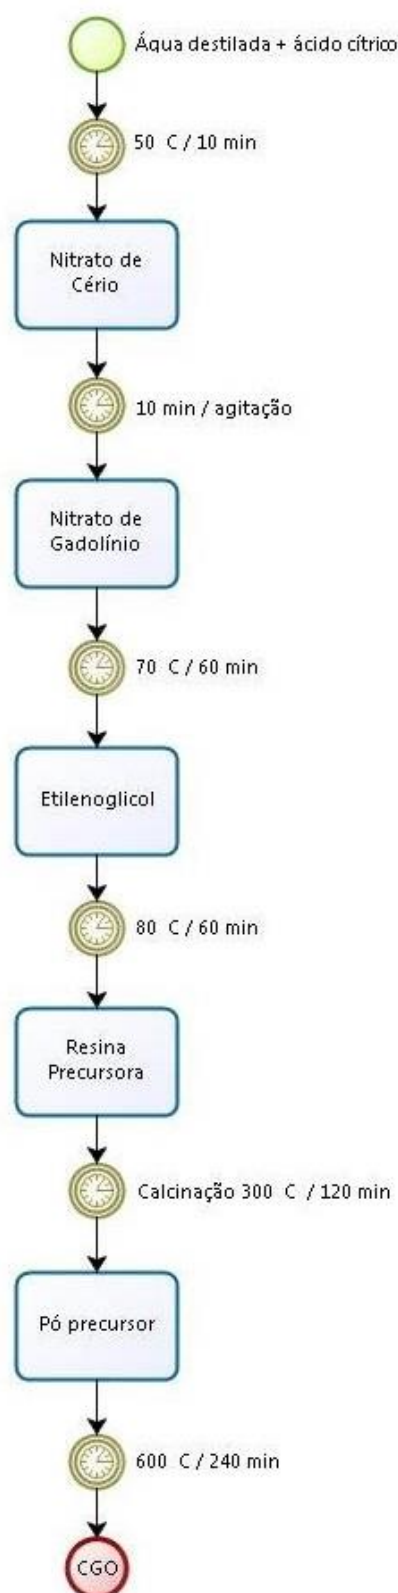 Água destilada + ácido cítrico
50 C / 10 min
Nitrato de
Cério
10 min / agitação
Nitrato de
Gadolínio
70 C / 60 min
Etilenoglicol
80 C / 60 min
Resina
Precursora
Calcinação 300 C / 120 min
Pó precursor
600 C / 240 min
CGO